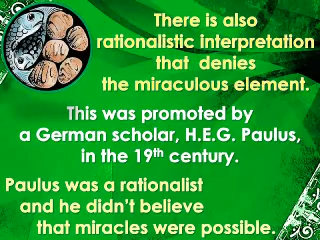 There is also
rationalistic interpretation
that denies
the miraculous element.
This was promoted by
a German scholar, H.E.G. Paulus,
in the 19th century.
Paulus was a rationalist
and he didn't believe
that miracles were possible.